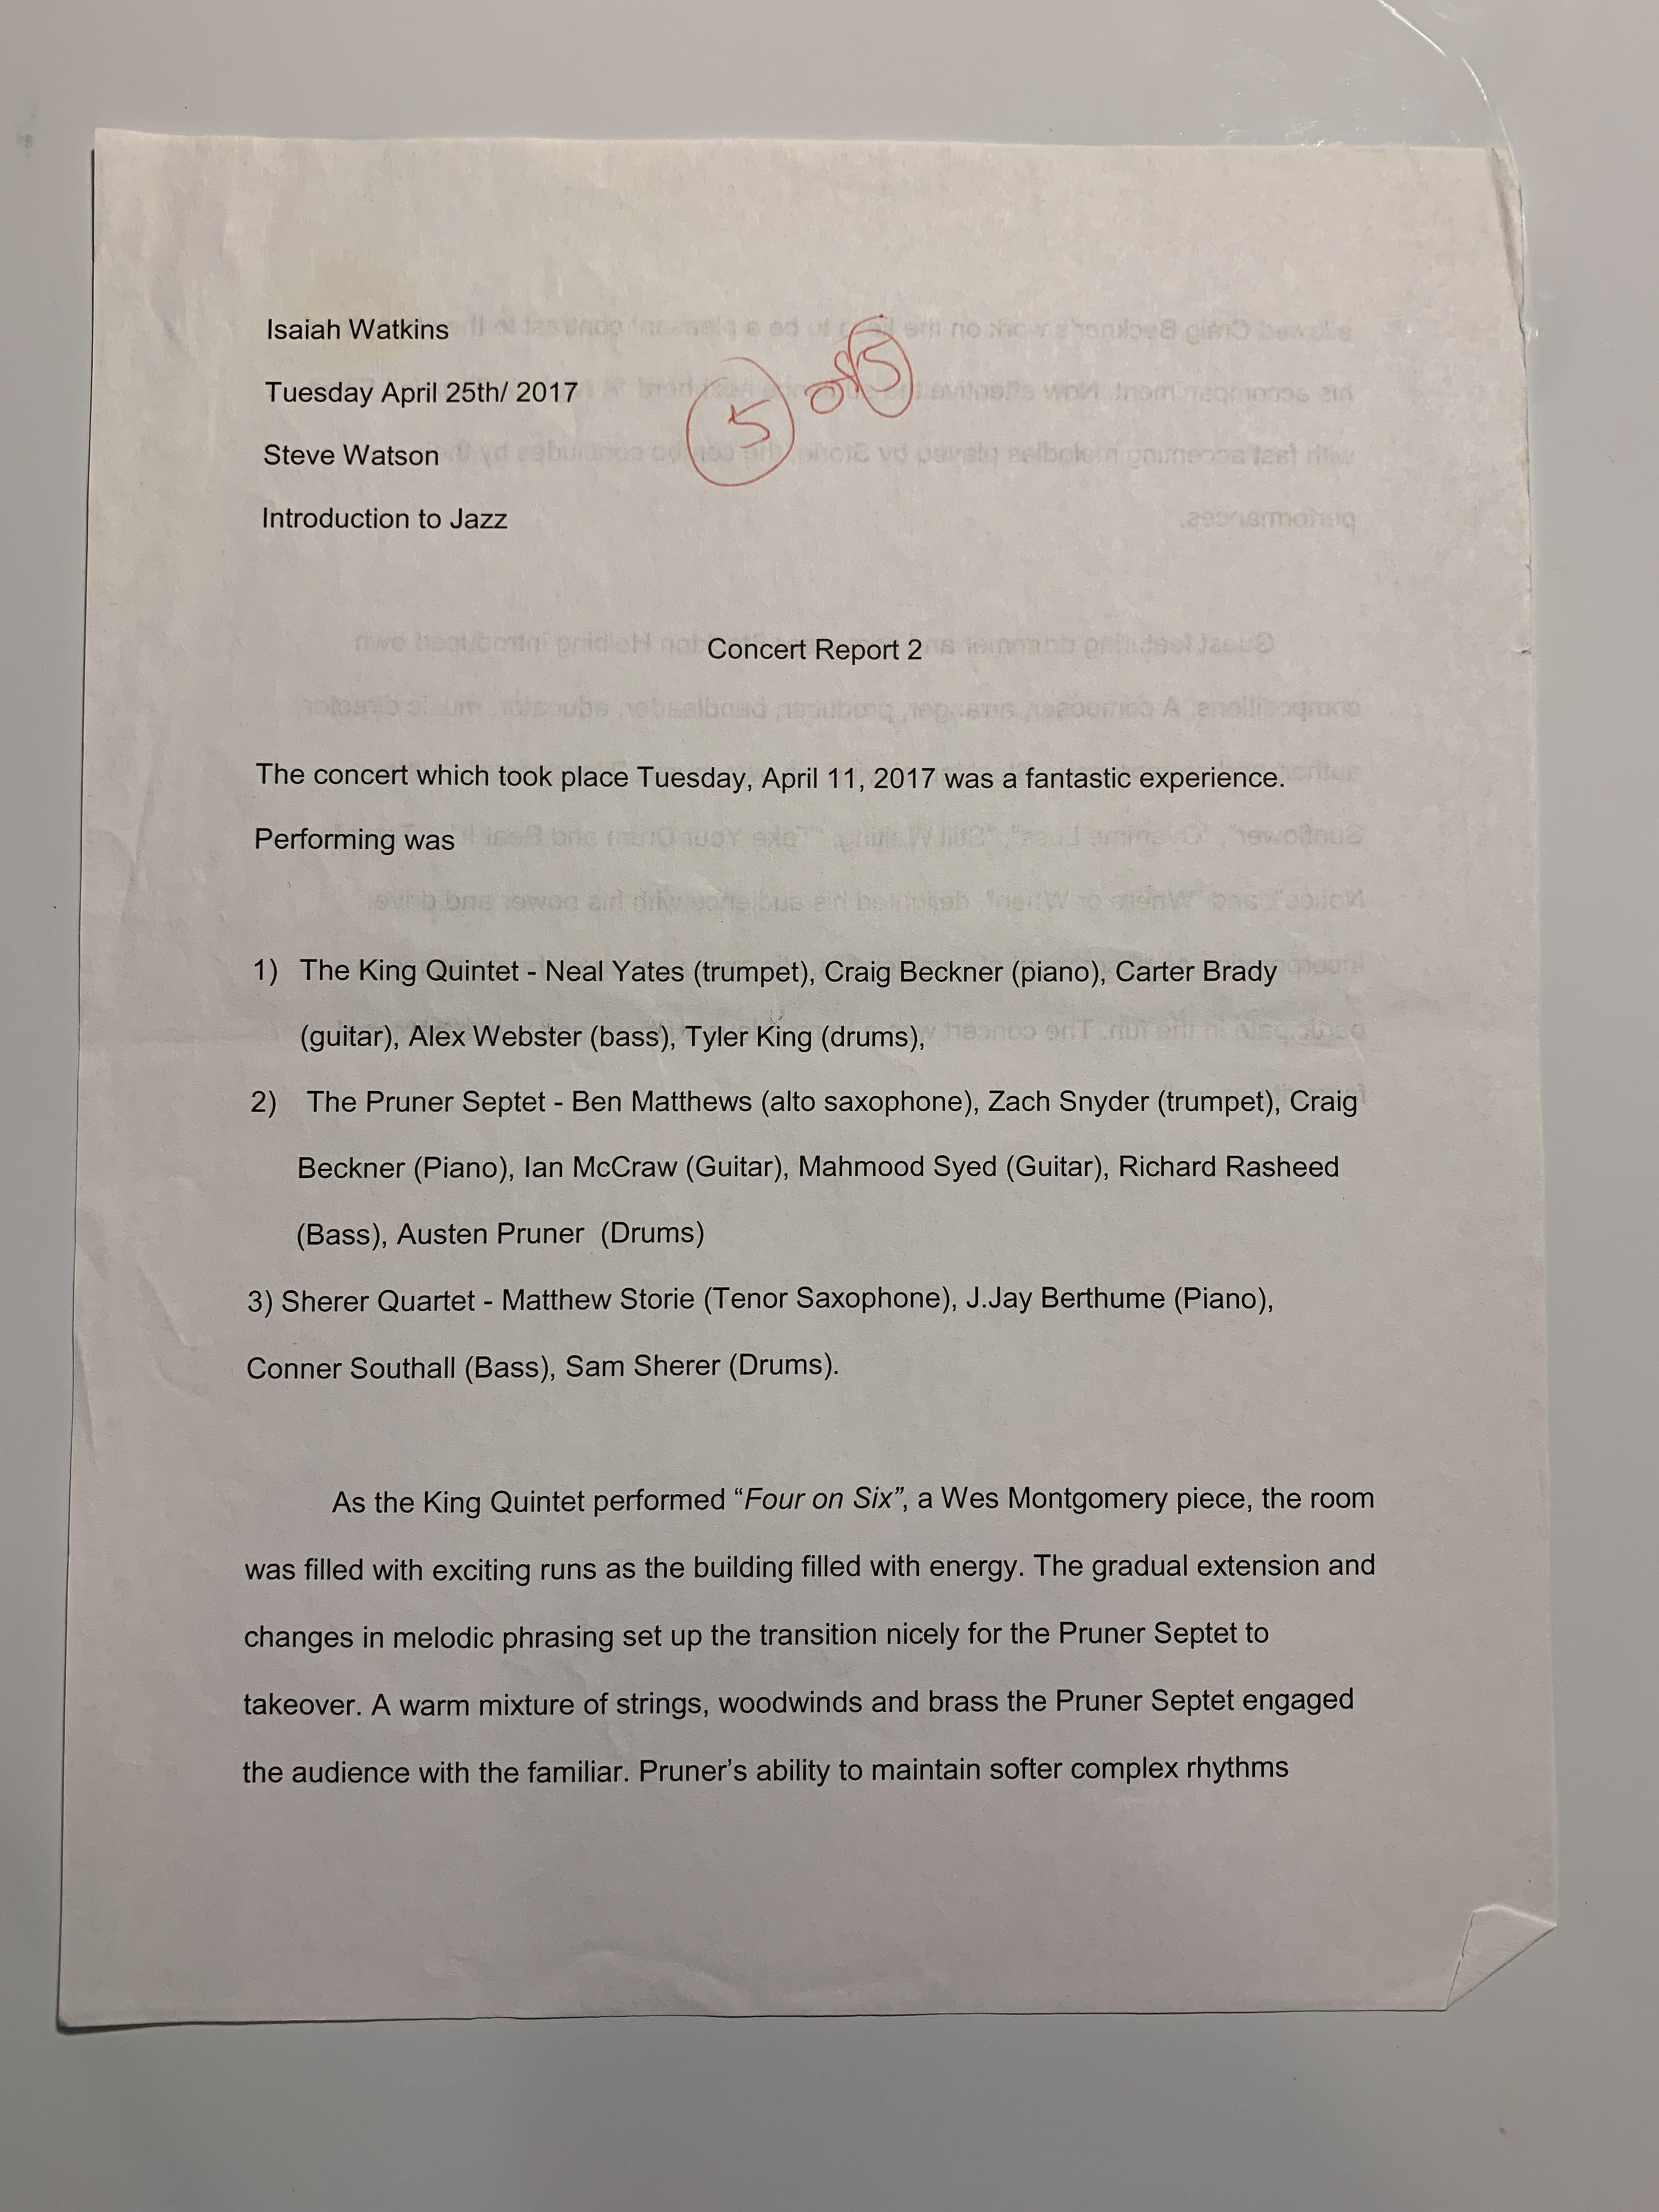 Isaiah Watkins
Tuesday April 25th/ 2017
Steve Watson
Introduction to Jazz
5 of 5
Concert Report 2
The concert which took place Tuesday, April 11, 2017 was a fantastic experience.
Performing was
1) The King Quintet - Neal Yates (trumpet), Craig Beckner (piano), Carter Brady
(guitar), Alex Webster (bass), Tyler King (drums),
2) The Pruner Septet - Ben Matthews (alto saxophone), Zach Snyder (trumpet), Craig
Beckner (Piano), Ian McCraw (Guitar), Mahmood Syed (Guitar), Richard Rasheed
(Bass), Austen Pruner (Drums)
3) Sherer Quartet - Matthew Storie (Tenor Saxophone), J.Jay Berthume (Piano),
Conner Southall (Bass), Sam Sherer (Drums).
As the King Quintet performed “Four on Six”, a Wes Montgomery piece, the room
was filled with exciting runs as the building filled with energy. The gradual extension and
changes in melodic phrasing set up the transition nicely for the Pruner Septet to
takeover. A warm mixture of strings, woodwinds and brass the Pruner Septet engaged
the audience with the familiar. Pruner’s ability to maintain softer complex rhythms